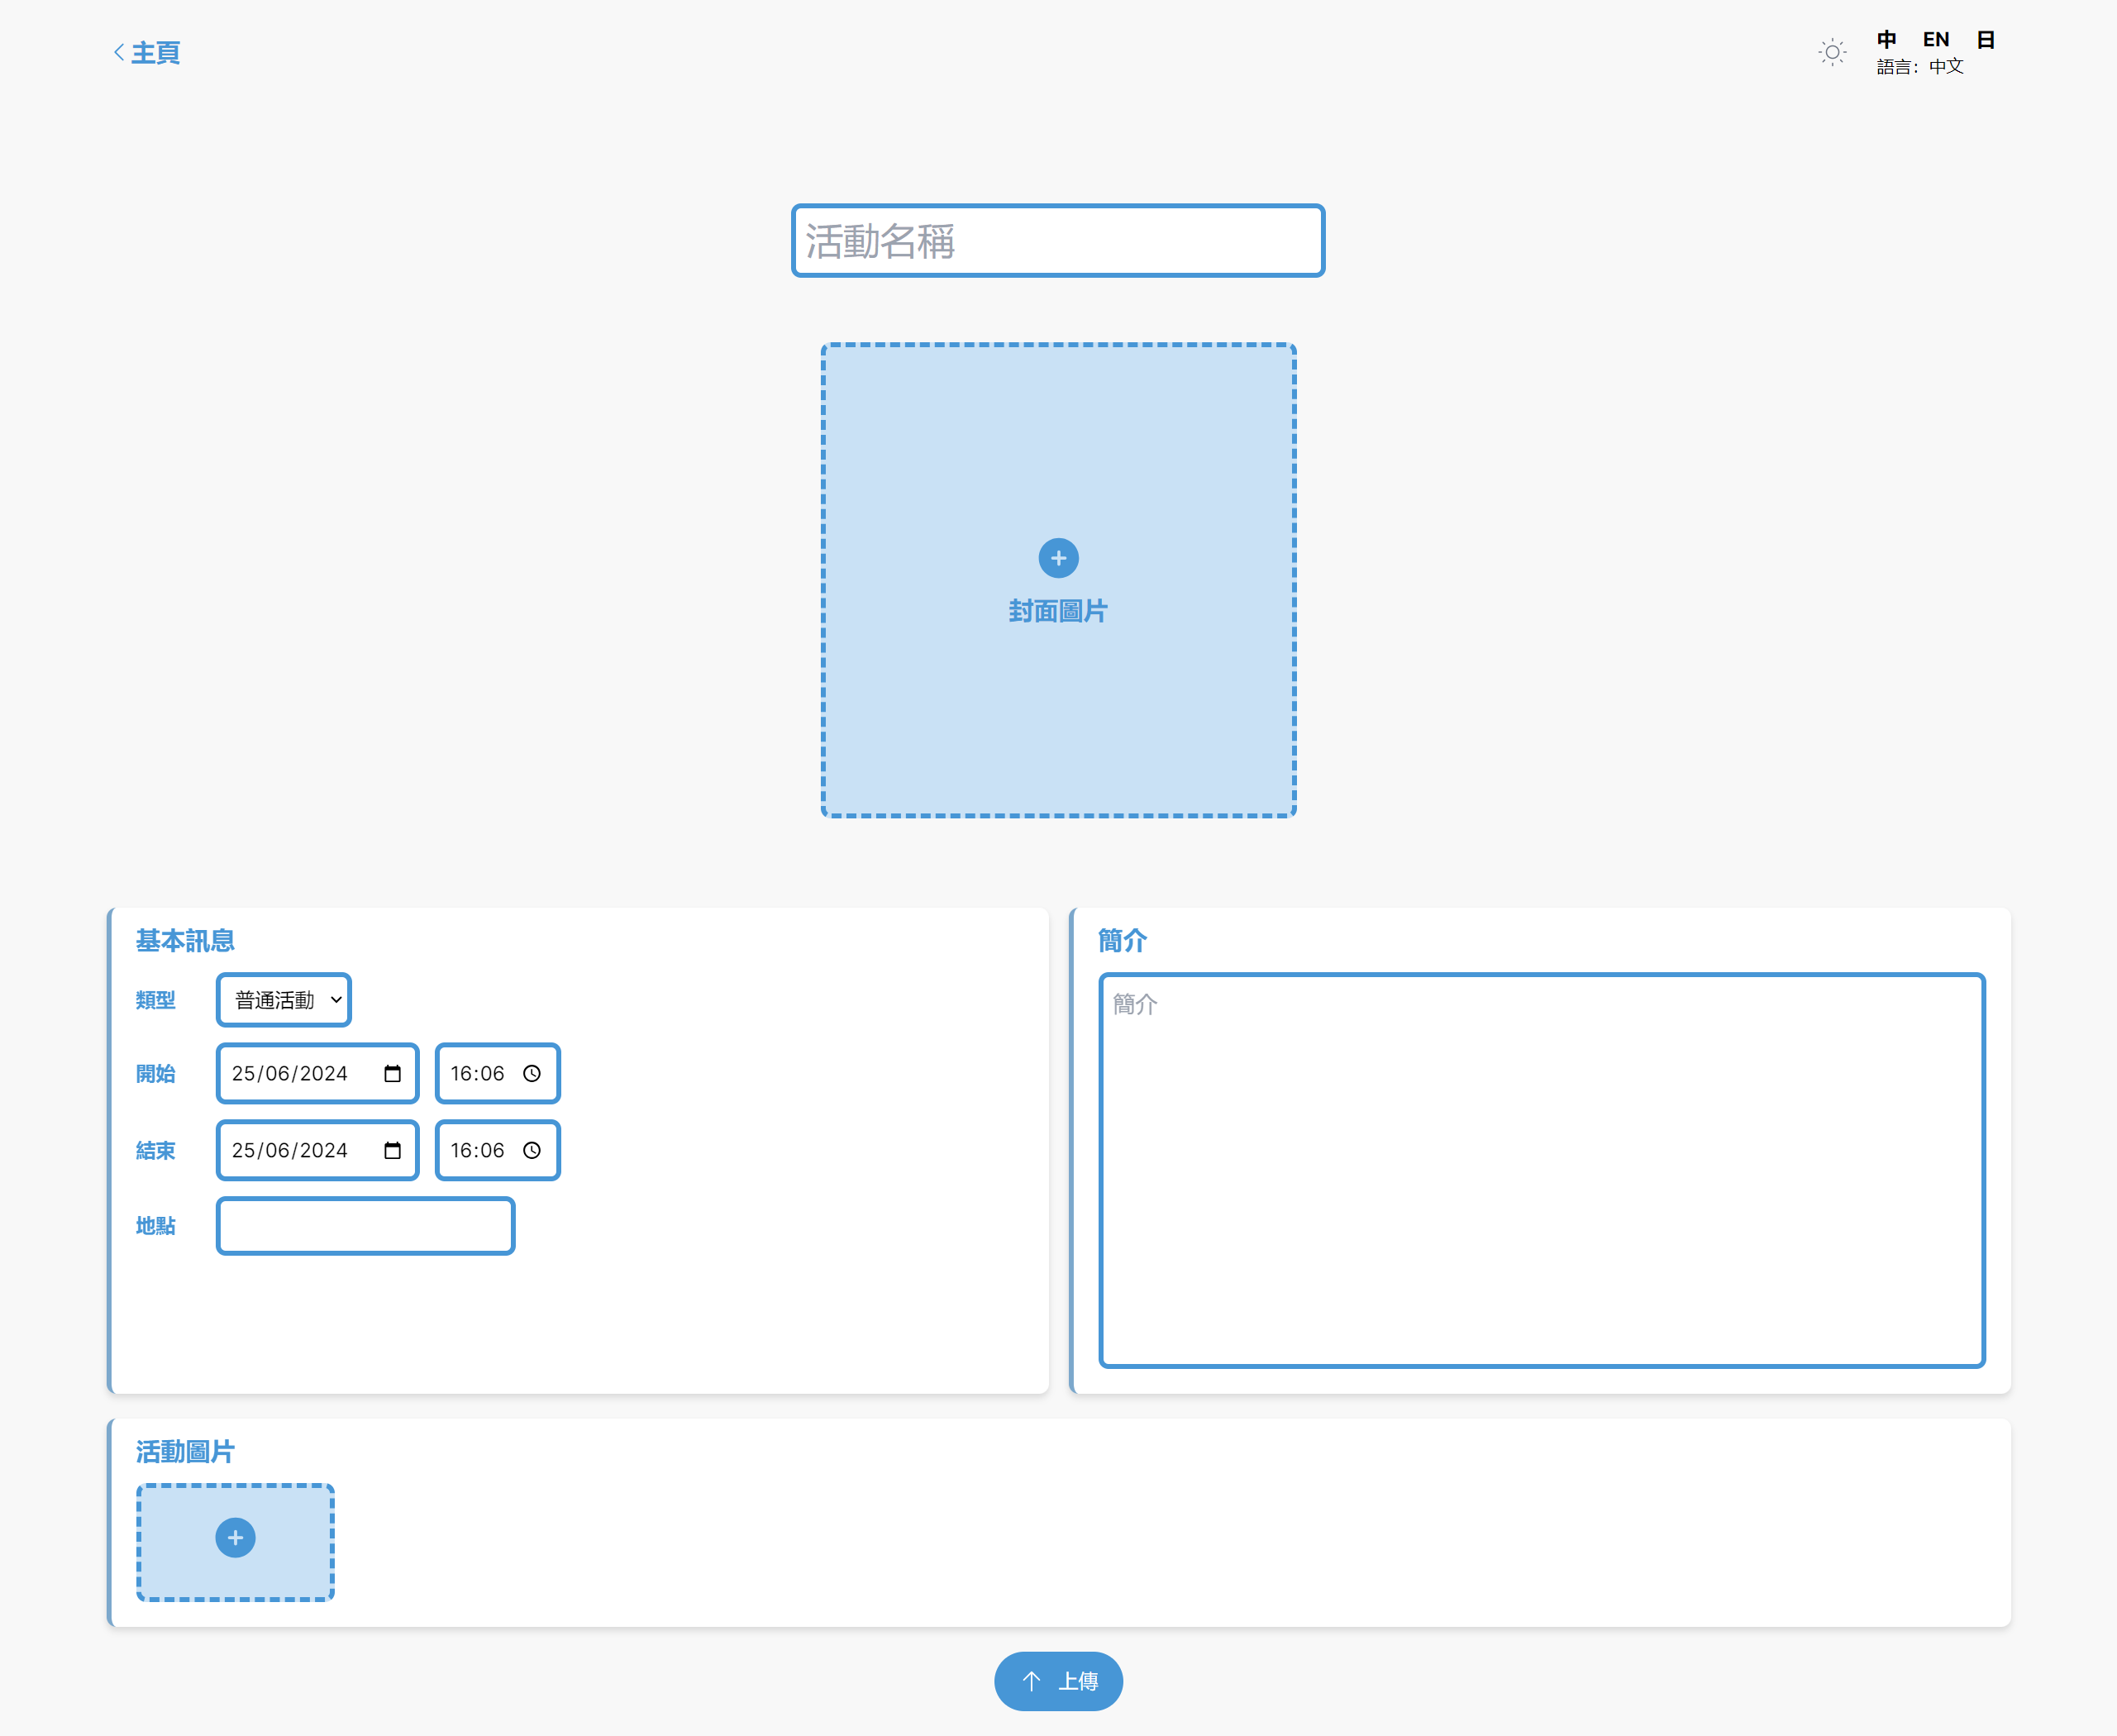 主頁
中 EN 日
語言：中文
活動名稱
封面圖片
基本訊息
類型 普通活動
開始 25/06/2024 16:06
結束 25/06/2024 16:06
地點
簡介
簡介
活動圖片
上傳